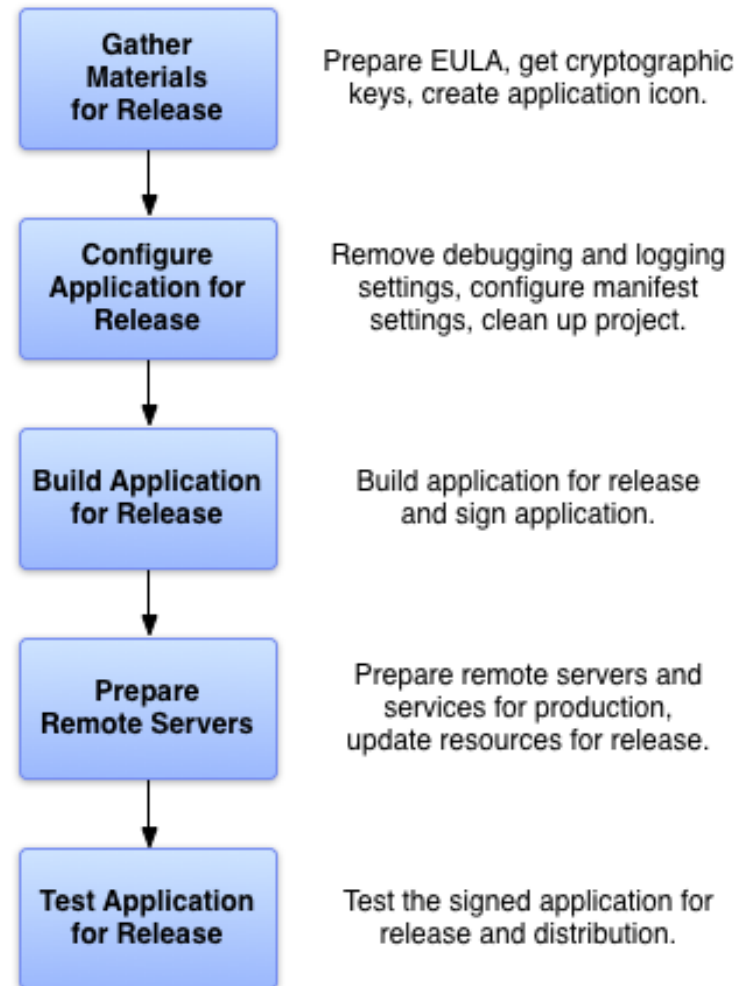 Gather
Materials
for Release
Prepare EULA, get cryptographic
keys, create application icon.
Configure
Application for
Release
Remove debugging and logging
settings, configure manifest
settings, clean up project.
Build Application
for Release
Build application for release
and sign application.
Prepare
Remote Servers
Prepare remote servers and
services for production,
update resources for release.
Test Application
for Release
Test the signed application for
release and distribution.